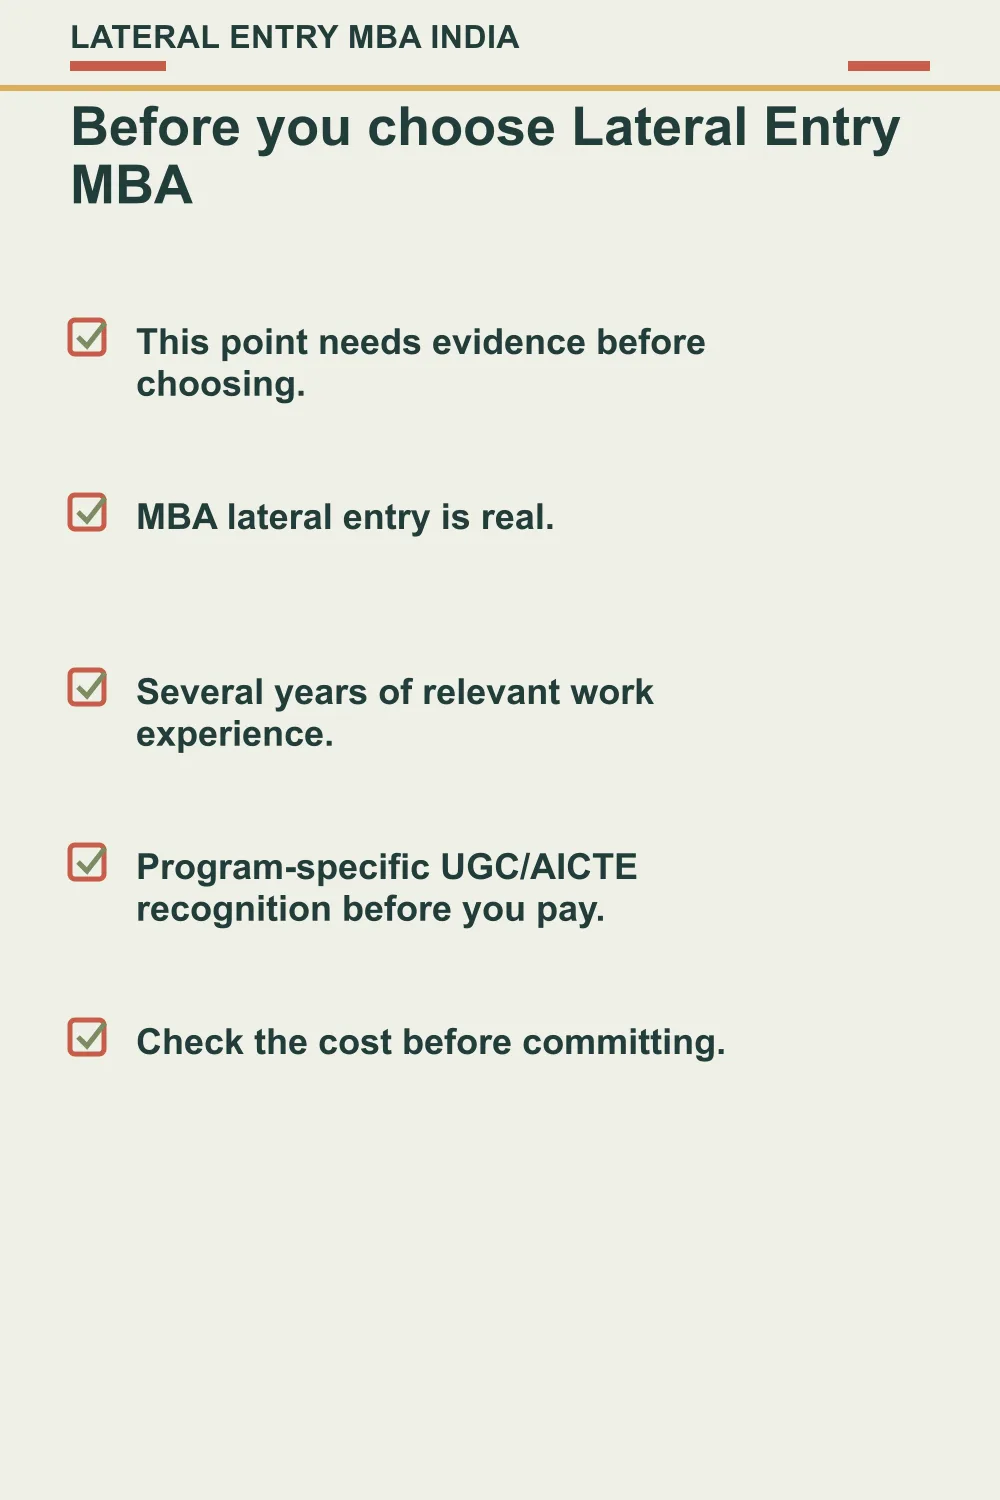 LATERAL ENTRY MBA INDIA
Before you choose Lateral Entry
MBA
This point needs evidence before
choosing.
MBA lateral entry is real.
Several years of relevant work
experience.
Program-specific UGC/AICTE
recognition before you pay.
Check the cost before committing.